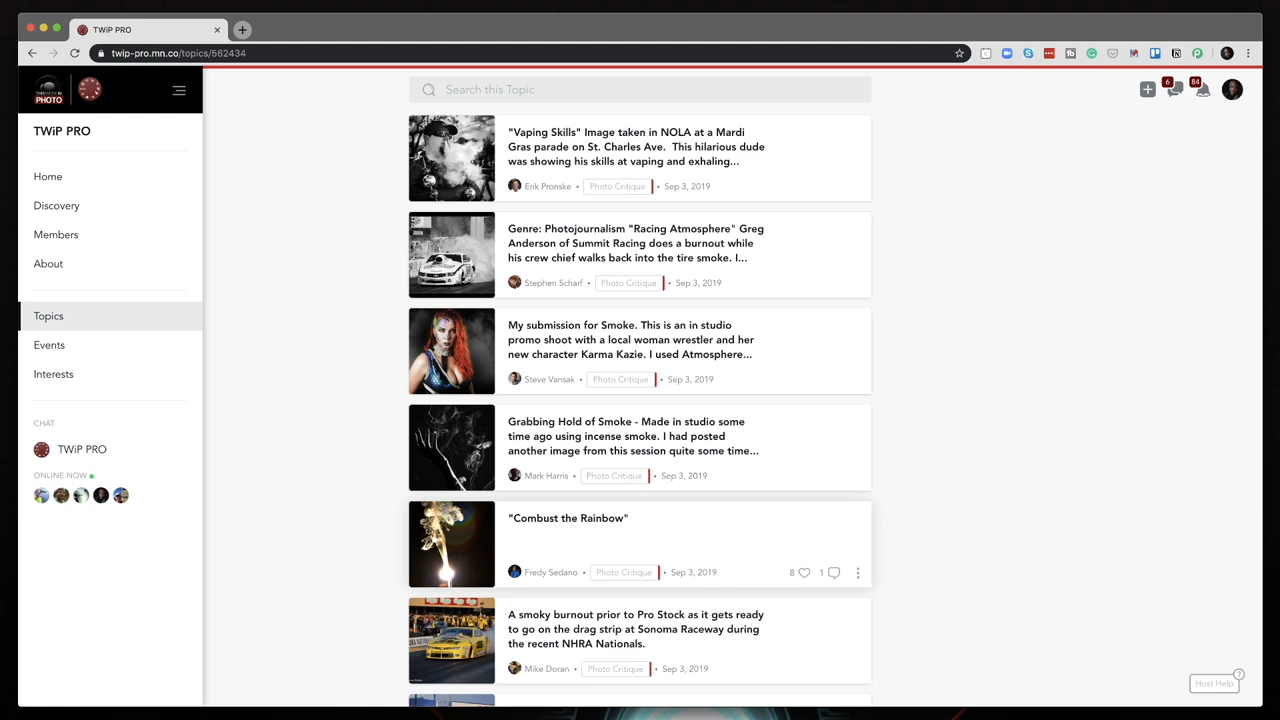 TWiP PRO
twip-pro.mn.co/topics/562434
THIS WEEK IN
PHOTO
TWiP PRO
Home
Discovery
Members
About
Topics
Events
Interests
CHAT
TWiP PRO
ONLINE NOW
Search this Topic
6
84
"Vaping Skills" Image taken in NOLA at a Mardi
Gras parade on St. Charles Ave. This hilarious dude
was showing his skills at vaping and exhaling...
Erik Pronske • Photo Critique • Sep 3, 2019
Genre: Photojournalism "Racing Atmosphere" Greg
Anderson of Summit Racing does a burnout while
his crew chief walks back into the tire smoke. I...
Stephen Scharf • Photo Critique • Sep 3, 2019
My submission for Smoke. This is an in studio
promo shoot with a local woman wrestler and her
new character Karma Kazie. I used Atmosphere...
Steve Vansak • Photo Critique • Sep 3, 2019
Grabbing Hold of Smoke - Made in studio some
time ago using incense smoke. I had posted
another image from this session quite some time...
Mark Harris • Photo Critique • Sep 3, 2019
"Combust the Rainbow"
Fredy Sedano • Photo Critique • Sep 3, 2019 8 1
A smoky burnout prior to Pro Stock as it gets ready
to go on the drag strip at Sonoma Raceway during
the recent NHRA Nationals.
Mike Doran • Photo Critique • Sep 3, 2019
Host Help
?